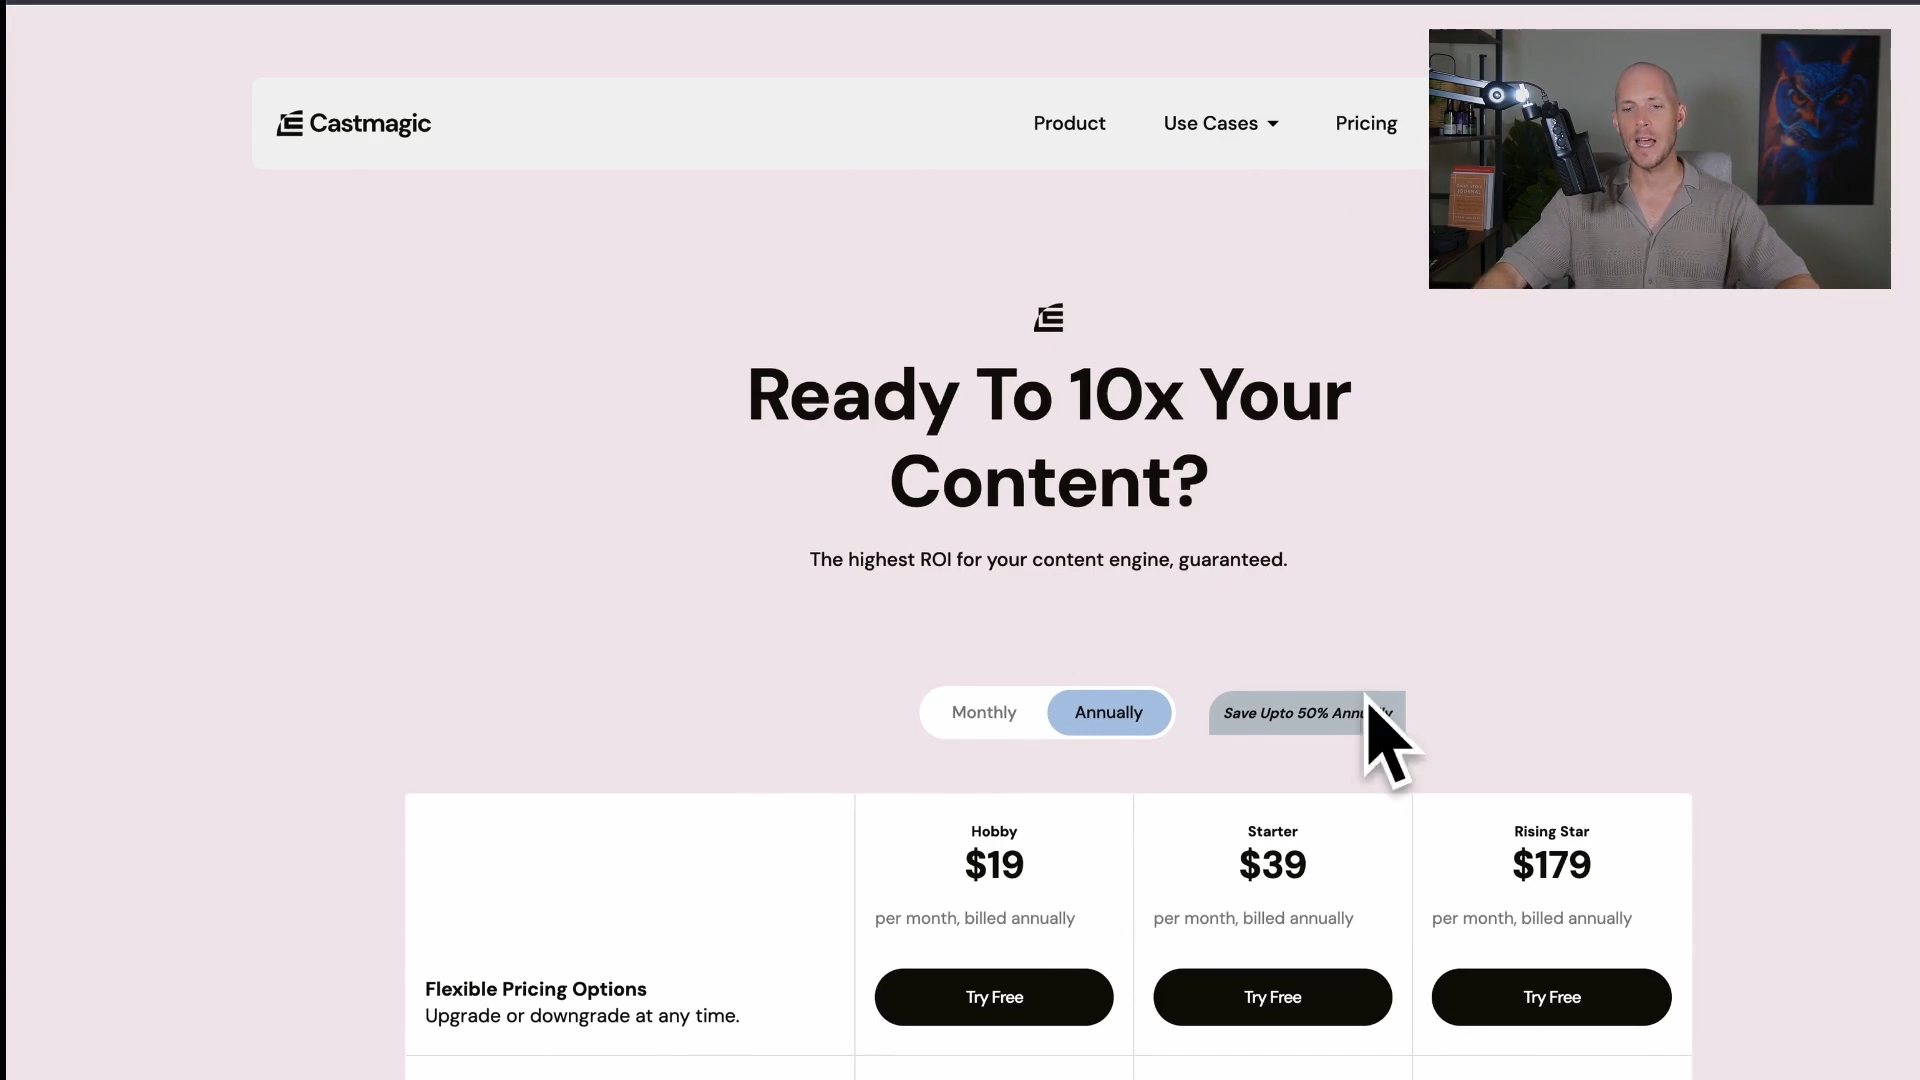 Castmagic
Product
Use Cases
Pricing
Ready To 10x Your
Content?
The highest ROI for your content engine, guaranteed.
Monthly
Annually
Save Upto 50%
Hobby
$19
per month, billed annually
Try Free
Starter
$39
per month, billed annually
Try Free
Rising Star
$179
per month, billed annually
Try Free
Flexible Pricing Options
Upgrade or downgrade at any time.